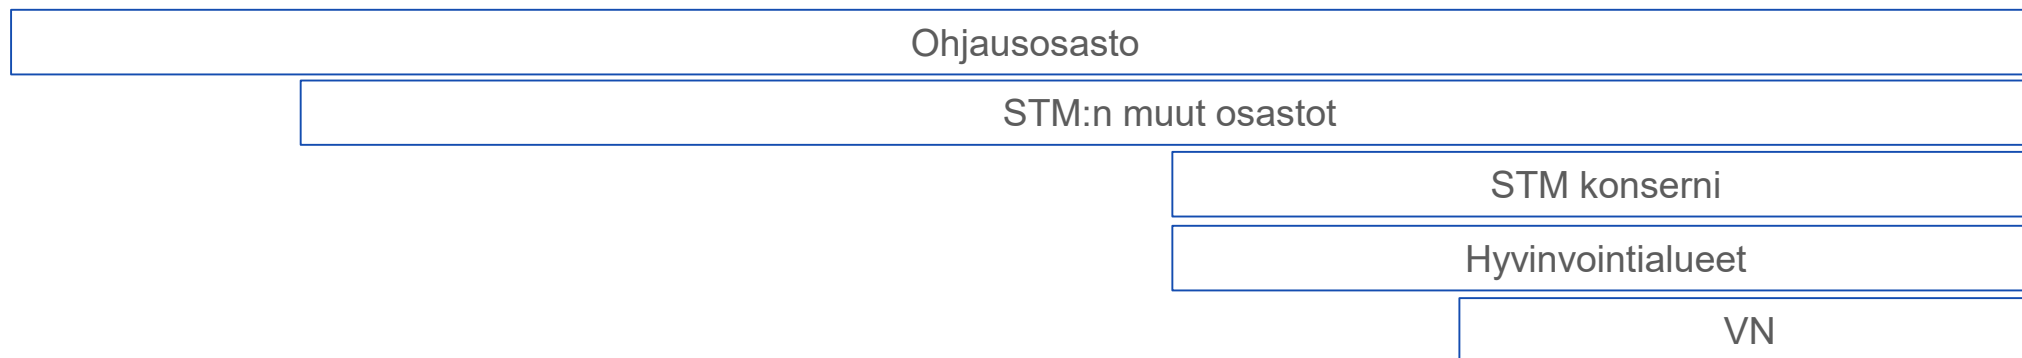 Ohjausosasto
STM:n muut osastot
STM konserni
Hyvinvointialueet
VN